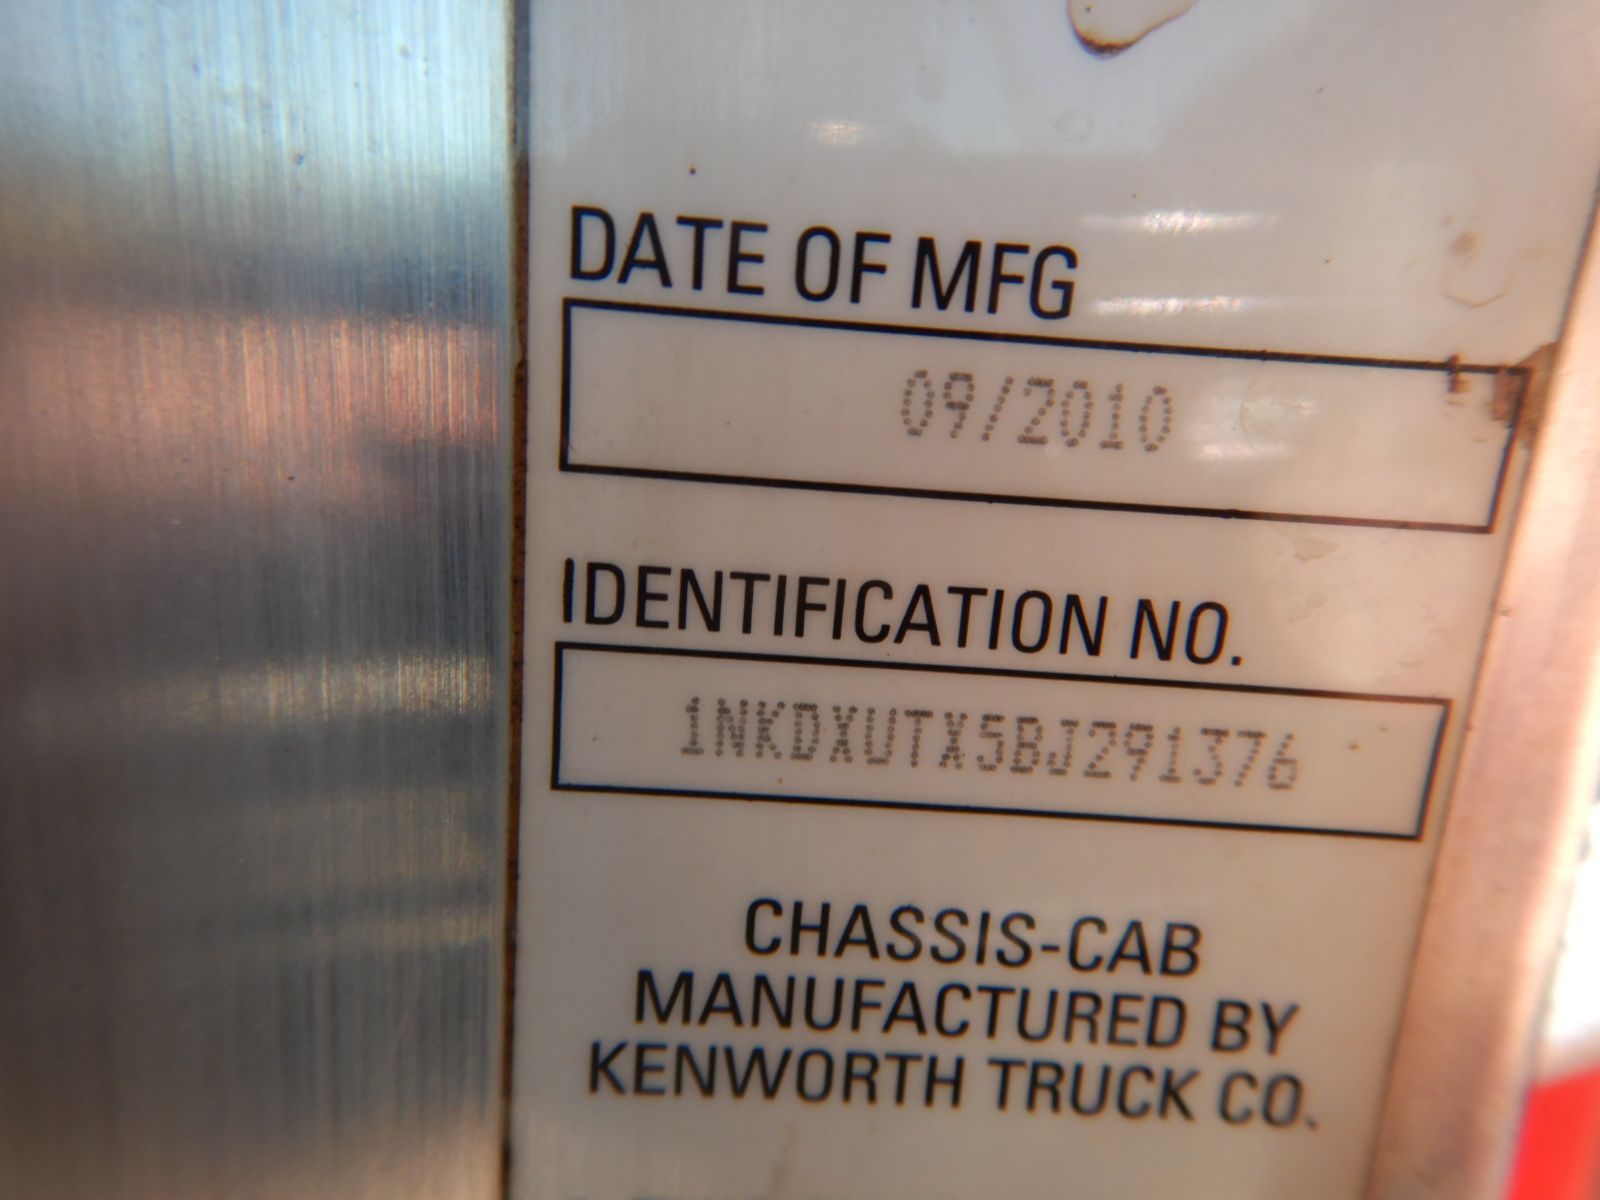 DATE OF MFG
09/2010
IDENTIFICATION NO.
1NKDXUTX5BJ291376
CHASSIS-CAB
MANUFACTURED BY
KENWORTH TRUCK CO.